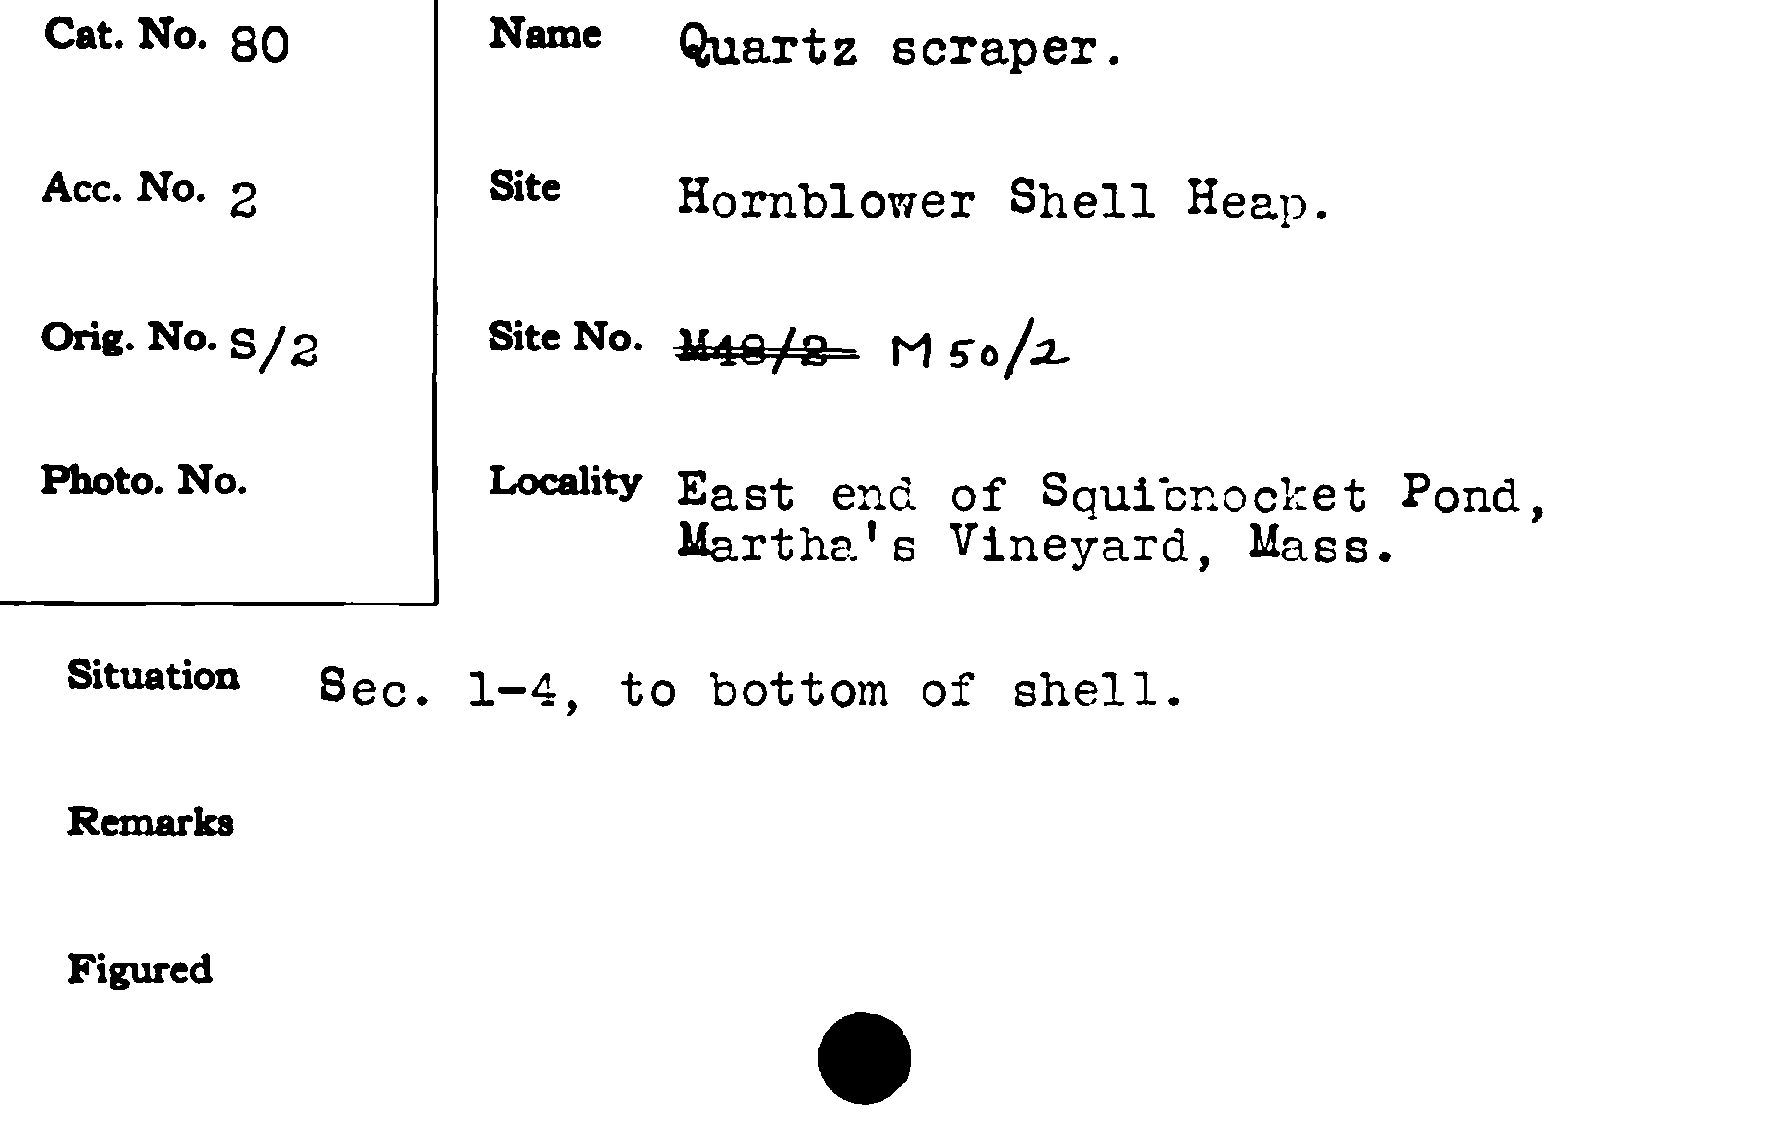 Cat. No. 80
Name Quartz scraper.
Acc. No. 2
Site Hornblower Shell Heap.
Orig. No. S/2
Site No. M48/2 M50/2
Photo. No.
Locality East end of Squibnocket Pond,
Martha's Vineyard, Mass.
Situation Sec. 1-4, to bottom of shell.
Remarks
Figured